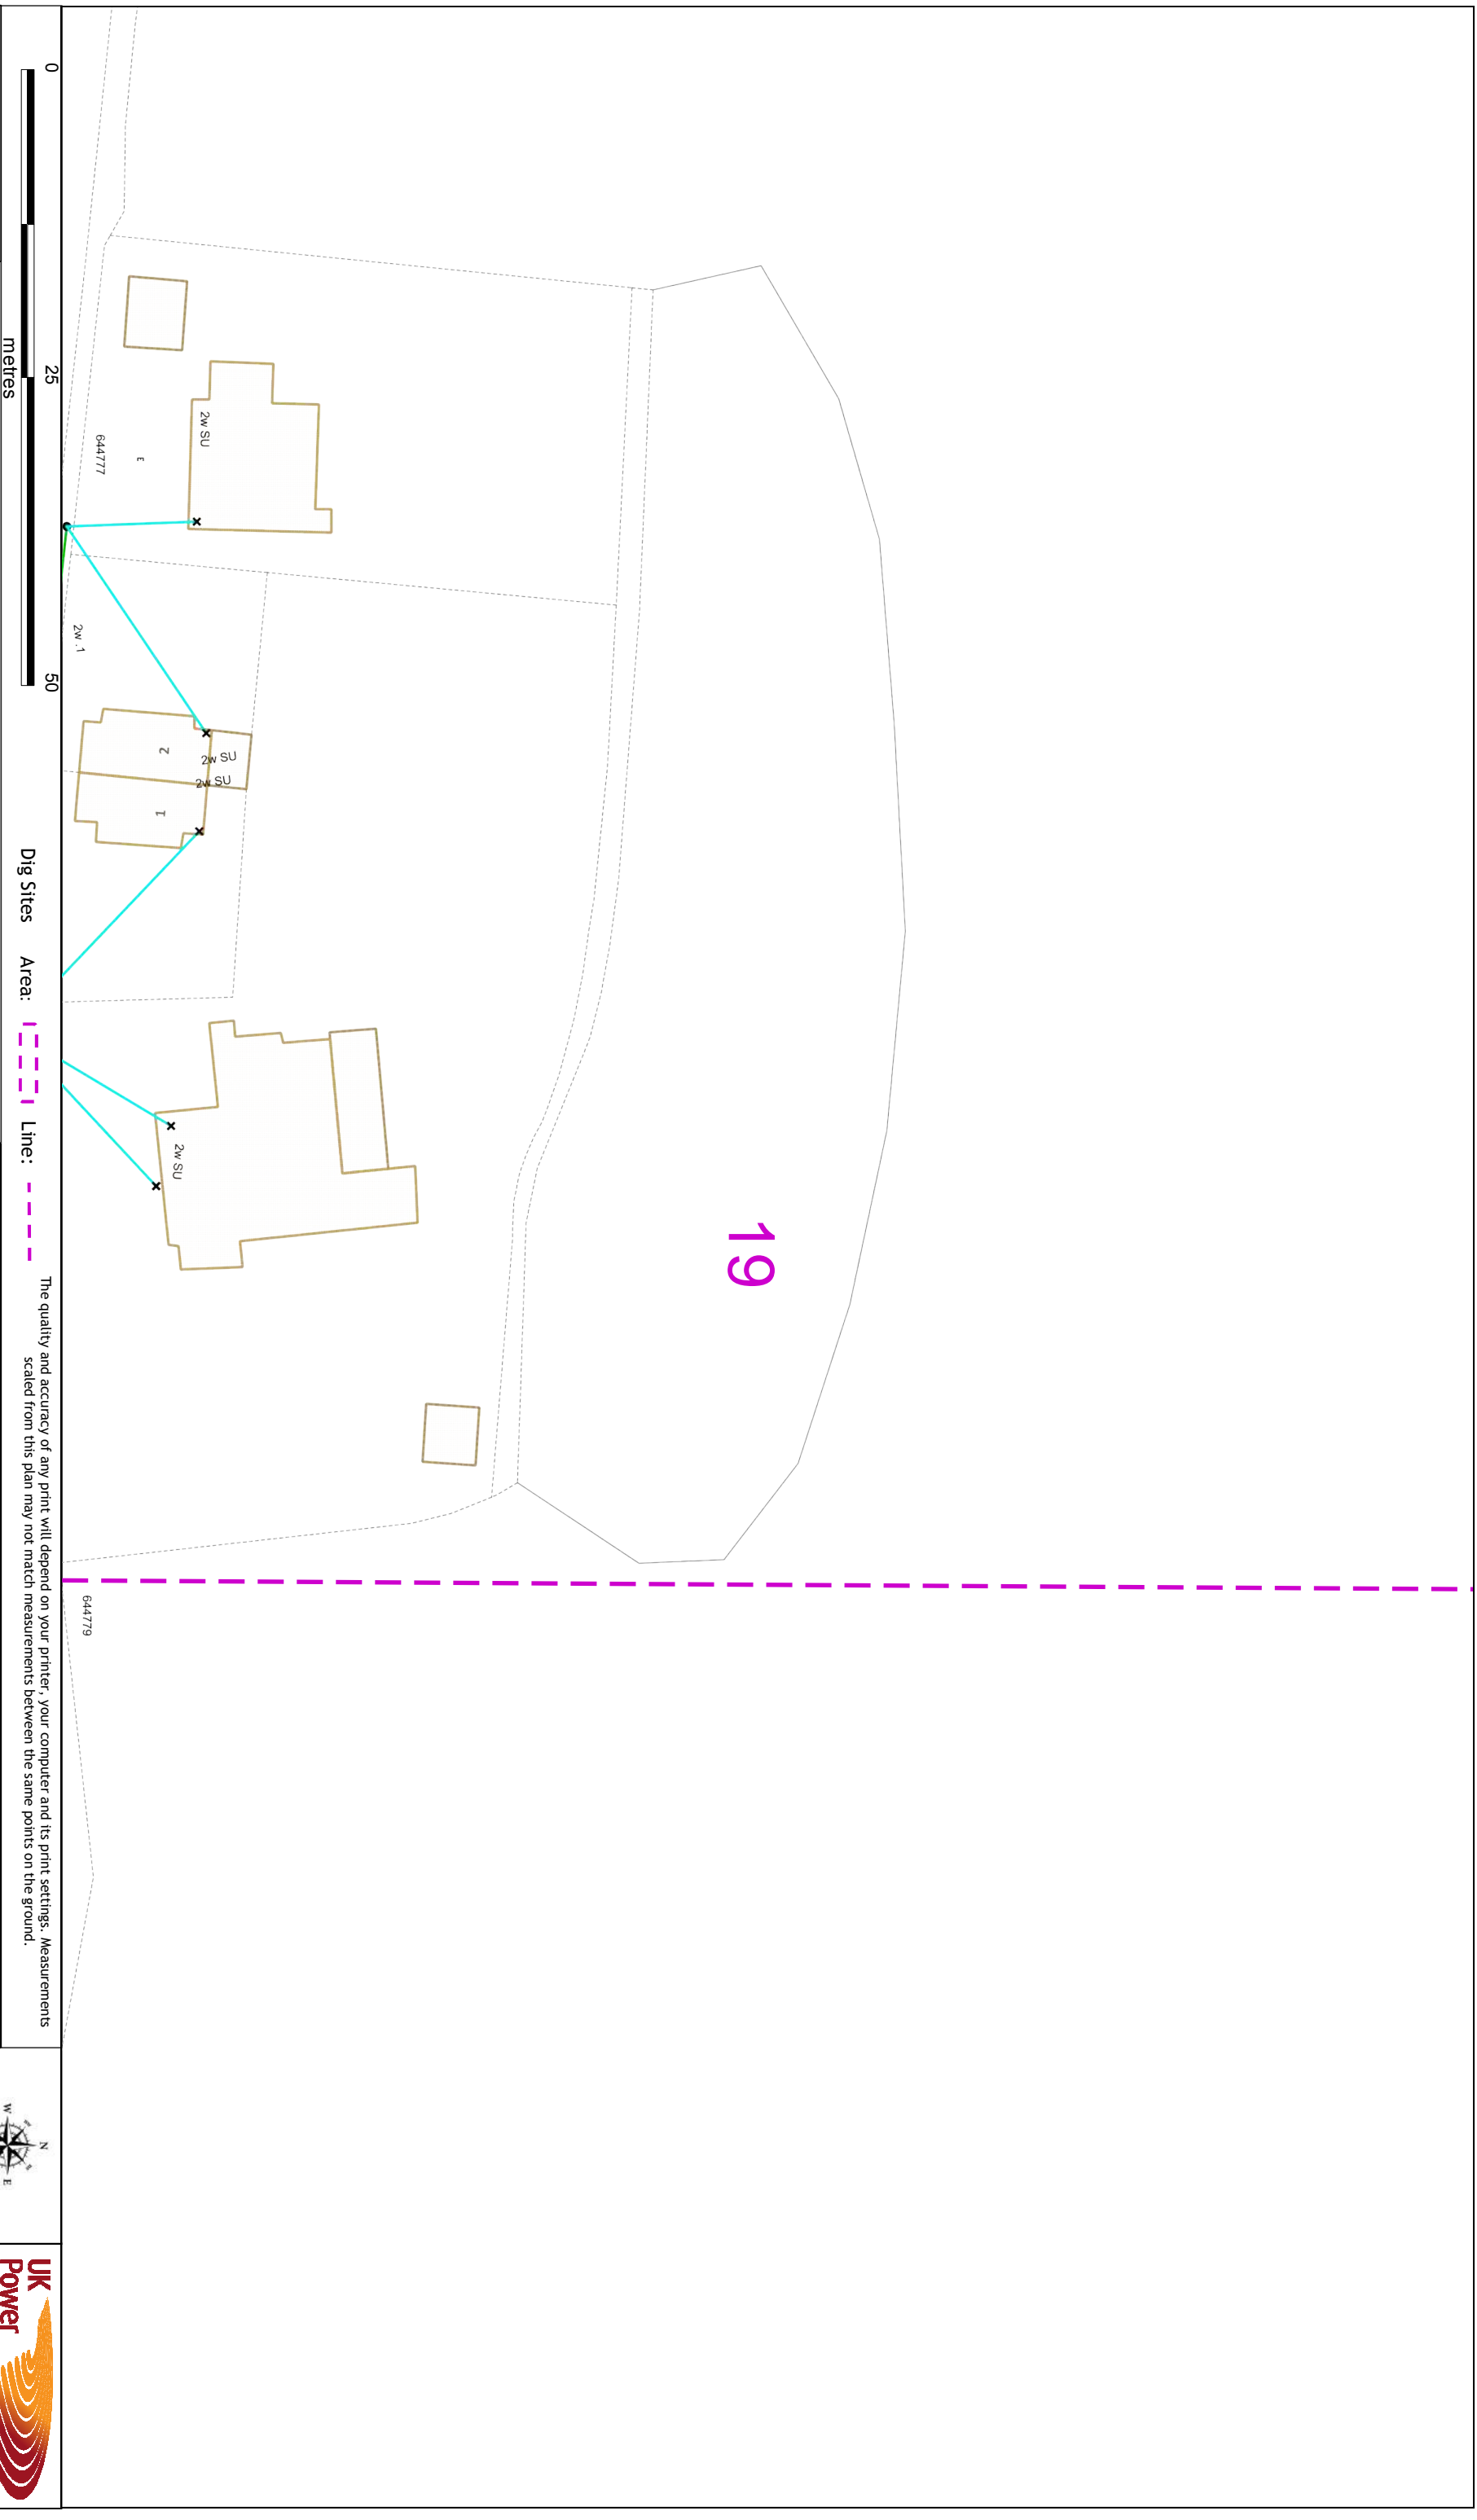 19
2w SU
644777
3
2w .1
2
2w SU
2w SU
1
2w SU
644779
0
25
50
metres
Dig Sites Area: Line:
The quality and accuracy of any print will depend on your printer, your computer and its print settings. Measurements
scaled from this plan may not match measurements between the same points on the ground.
N
W E
UK
Power